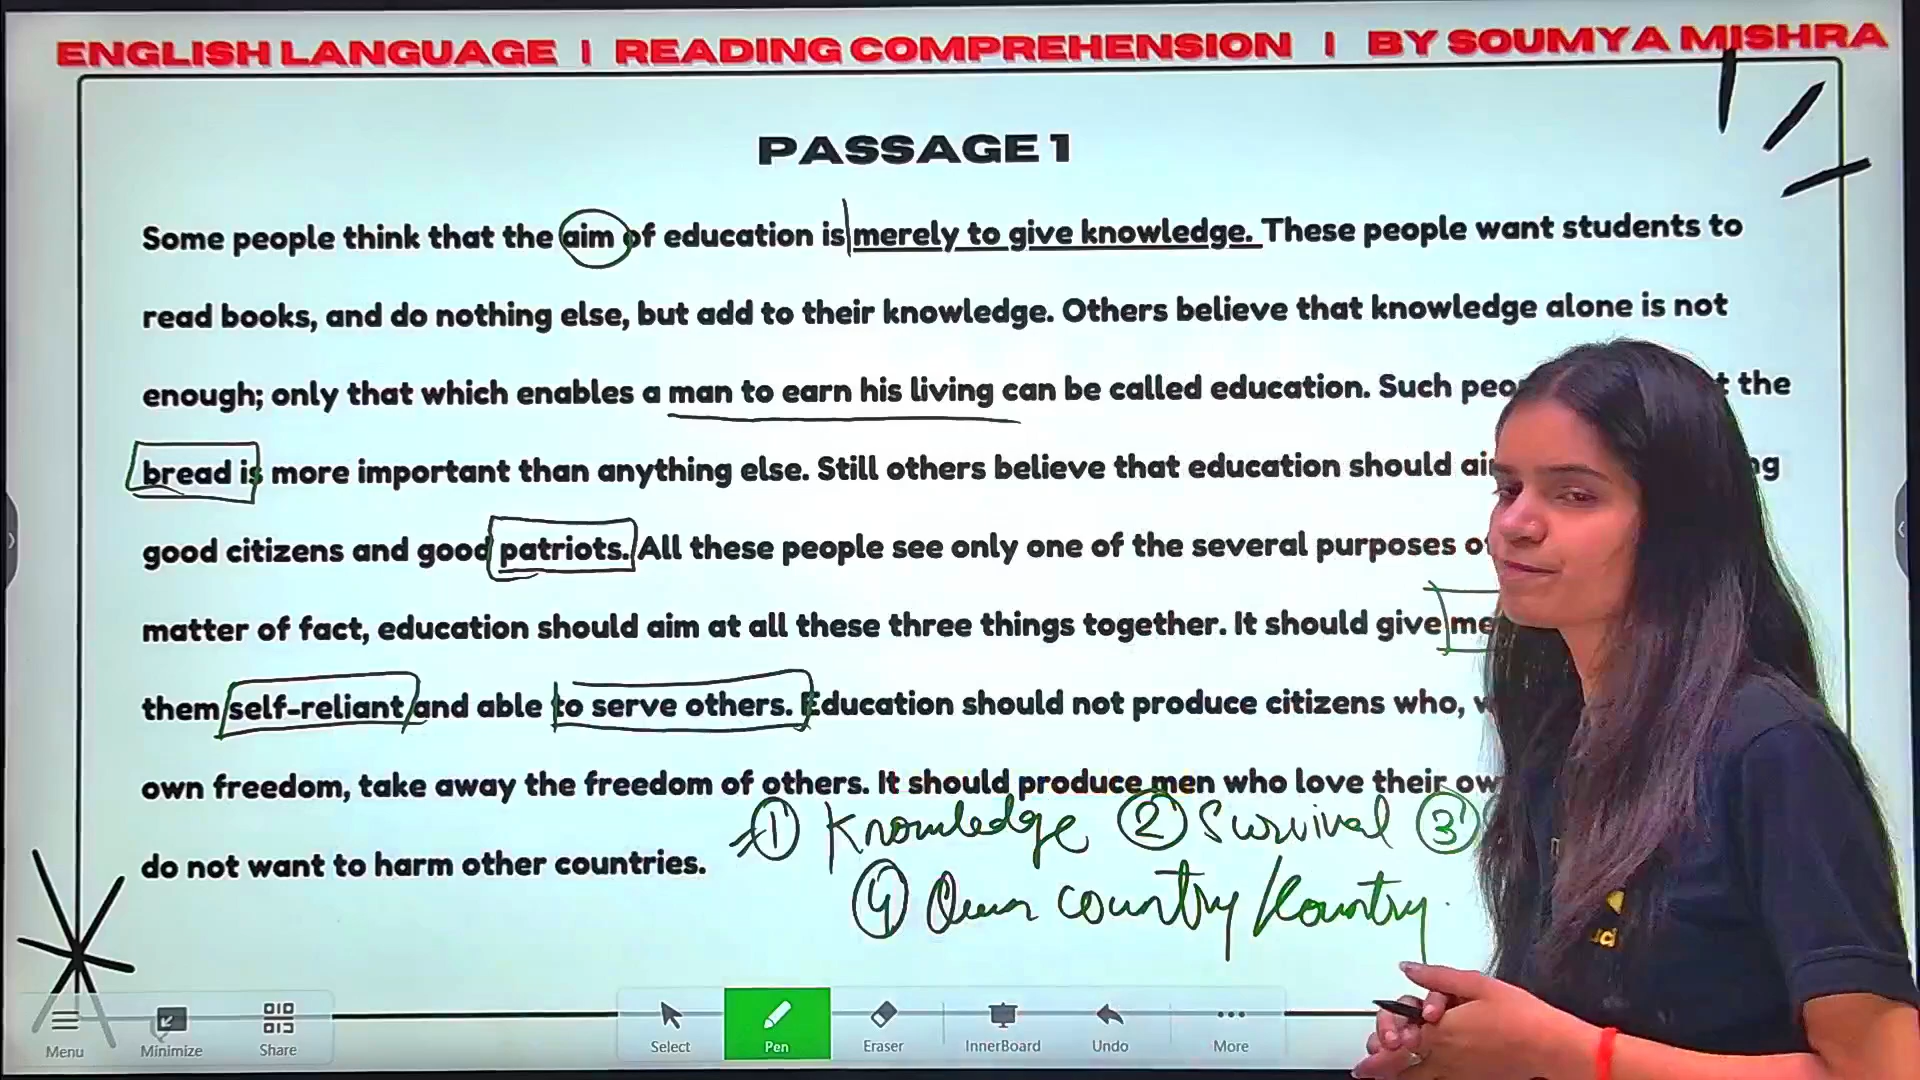 ENGLISH LANGUAGE | READING COMPREHENSION | BY SOUMYA MISHRA
PASSAGE 1
Some people think that the aim of education is merely to give knowledge. These people want students to
read books, and do nothing else, but add to their knowledge. Others believe that knowledge alone is not
enough; only that which enables a man to earn his living can be called education. Such the
bread is more important than anything else. Still others believe that education should
good citizens and good patriots. All these people see only one of the several purposes
matter of fact, education should aim at all these three things together. It should give
them self-reliant and able to serve others. Education should not produce citizens who,
own freedom, take away the freedom of others. It should produce men who love their
do not want to harm other countries.
① Knowledge ② Survival ③
④ Own country/Country
Menu Minimize Share Select Pen Eraser InnerBoard Undo More